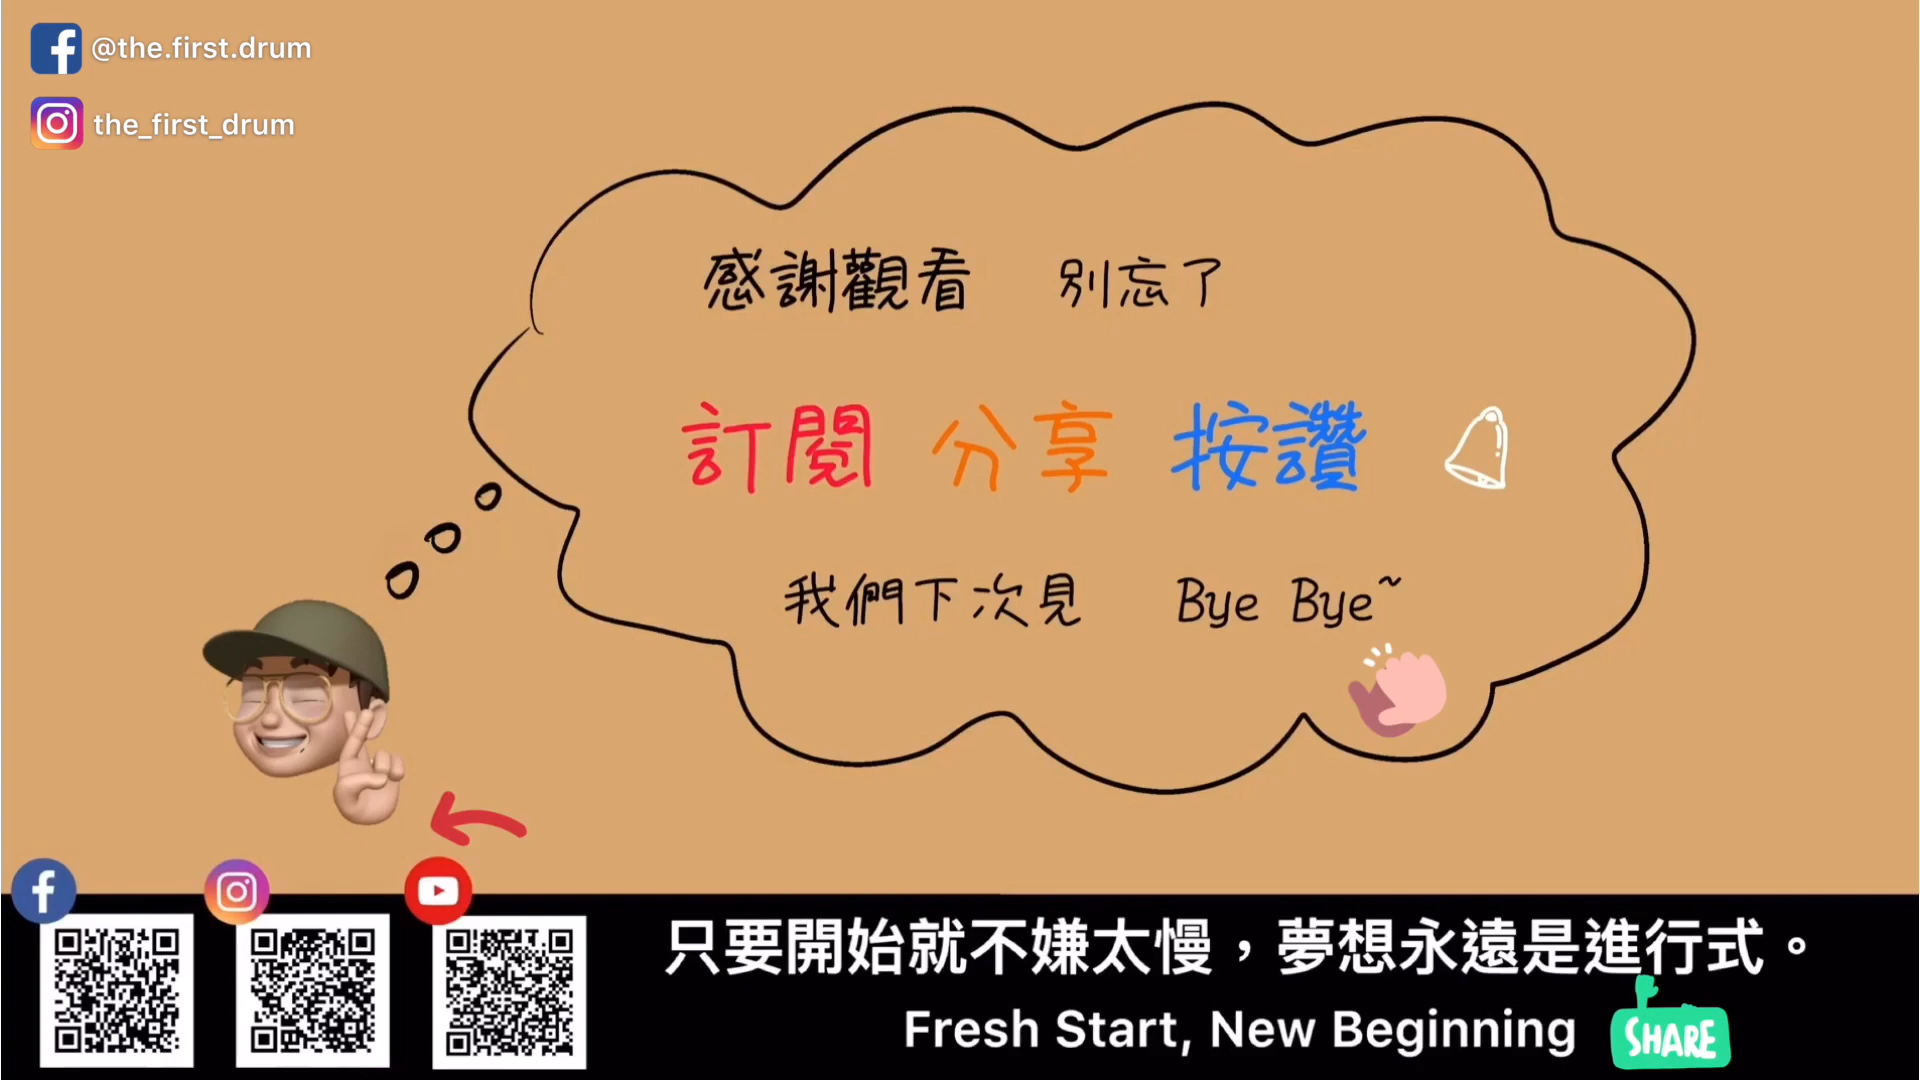 @the.first.drum
the_first_drum
感謝觀看 別忘了
訂閱 分享 按讚
我們下次見 Bye Bye~
只要開始就不嫌太慢，夢想永遠是進行式。
Fresh Start, New Beginning
SHARE